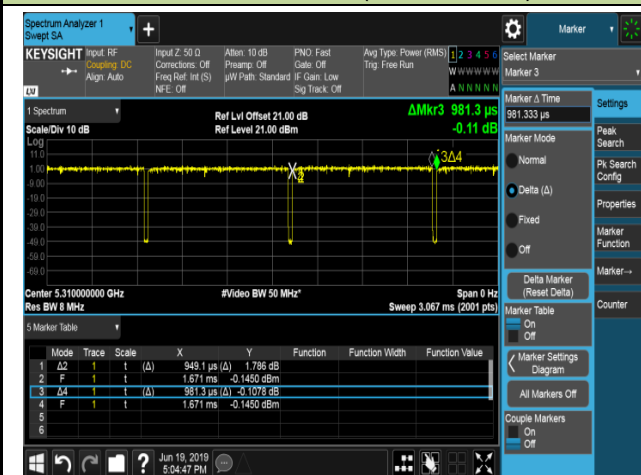 Spectrum Analyzer 1
Swept SA
+
Marker
KEYSIGHT Input: RF Input Z: 50 Ω Atten: 10 dB PNO: Fast Avg Type: Power (RMS) 1 2 3 4 5 6
Coupling: DC Corrections: Off Preamp: Off Gate: Off Trig: Free Run W W W W W W
Align: Auto Freq Ref: Int (S) µW Path: Standard IF Gain: Low A N N N N N
NFE: Off Sig Track: Off
LXI
Select Marker
Marker 3
1 Spectrum
Scale/Div 10 dB
Ref Lvl Offset 21.00 dB
Ref Level 21.00 dBm
ΔMkr3 981.3 µs
-0.11 dB
Log
11.0
1.00
-9.00
-19.0
-29.0
-39.0
-49.0
-59.0
-69.0
3Δ4
Center 5.310000000 GHz #Video BW 50 MHz* Span 0 Hz
Res BW 8 MHz Sweep 3.067 ms (2001 pts)
5 Marker Table
Mode Trace Scale X Y Function Function Width Function Value
1 Δ2 1 t (Δ) 949.1 µs (Δ) 1.786 dB
2 F 1 t 1.671 ms -0.1450 dBm
3 Δ4 1 t (Δ) 981.3 µs (Δ) -0.1078 dB
4 F 1 t 1.671 ms -0.1450 dBm
5
6
Marker Δ Time
981.333 µs
Marker Mode
Normal
Delta (Δ)
Fixed
Off
Delta Marker
(Reset Delta)
Marker Table
On
Off
Marker Settings
Diagram
All Markers Off
Couple Markers
On
Off
Settings
Peak
Search
Pk Search
Config
Properties
Marker
Function
Marker→
Counter
?
Jun 19, 2019
5:04:47 PM